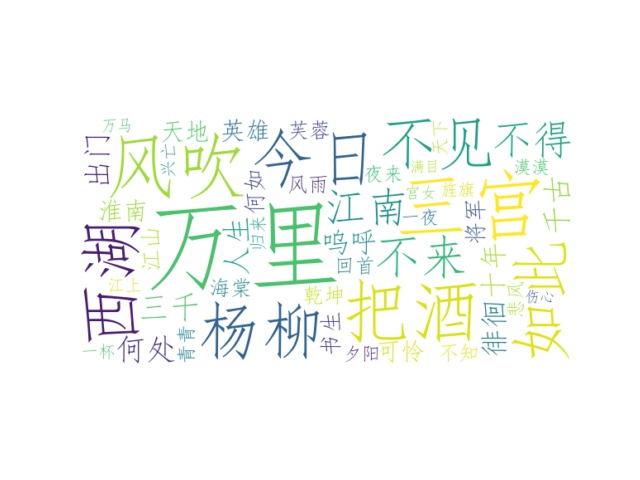 万马
天地
英雄
芙蓉
不见
天下
不得
出门
风吹
兴亡
今日
夜来
满目
漠漠
风雨
何如
三宫
宫女
旌旗
千古
淮南
江南
一夜
将军
西湖
江山
万里
人生
归来
呜呼
不来
回首
十年
如此
江上
海棠
乾坤
把酒
悲风
伤心
三千
杨柳
书生
徘徊
一杯
何处
青青
夕阳
可怜
不知